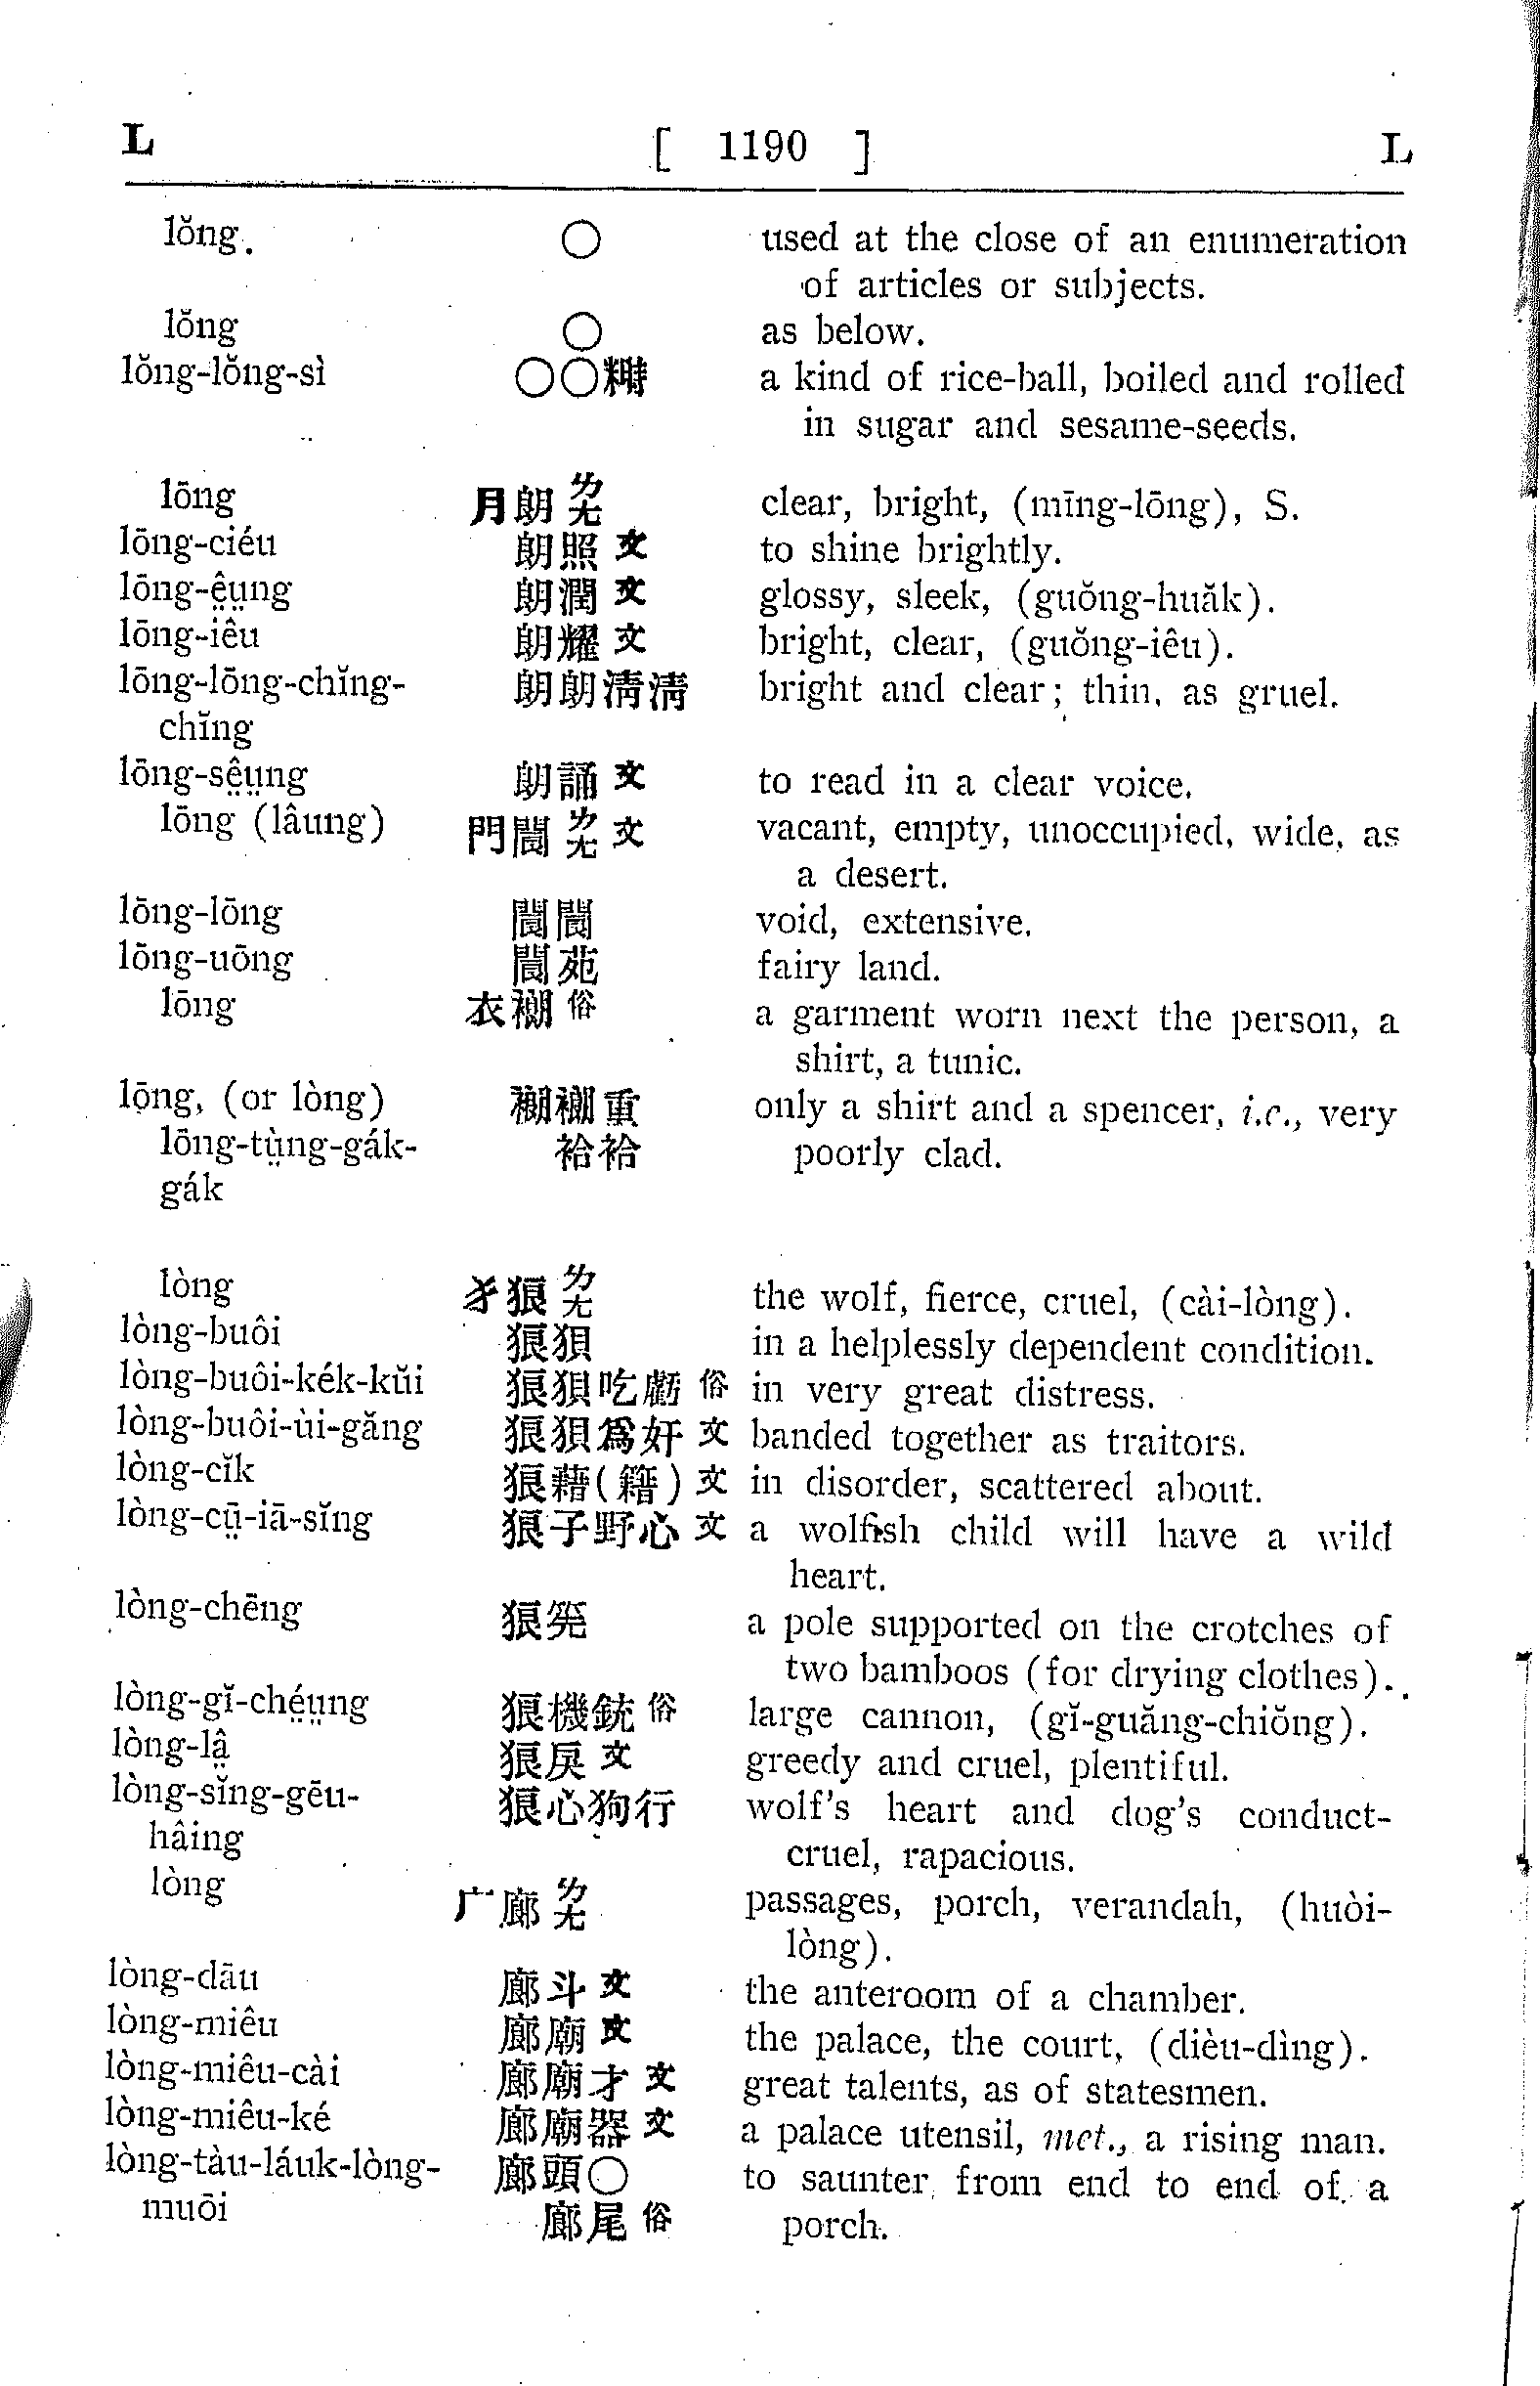 L [ 1190 ] L
lŏng. ○ used at the close of an enumeration
of articles or subjects.
lŏng ○ as below.
lŏng-lŏng-sì ○○糊 a kind of rice-ball, boiled and rolled
in sugar and sesame-seeds.
lōng 月朗 ㄌㄤ clear, bright, (mīng-lōng), S.
lōng-ciéu 朗照 文 to shine brightly.
lōng-ê̤ṳng 朗潤 文 glossy, sleek, (guŏng-huăk).
lōng-iêu 朗耀 文 bright, clear, (guŏng-iêu).
lōng-lōng-chĭng- 朗朗淸淸 bright and clear; thin, as gruel.
chĭng
lōng-sê̤ṳng 朗誦 文 to read in a clear voice.
lōng (lâung) 門閬 ㄌㄤ 文 vacant, empty, unoccupied, wide, as
a desert.
lōng-lōng 閬閬 void, extensive.
lōng-uōng 閬苑 fairy land.
lōng 衣 俗 a garment worn next the person, a
shirt, a tunic.
lōng, (or lòng) 重 only a shirt and a spencer, i.e., very
lōng-tṳ̀ng-gák- 袷袷 poorly clad.
gák
lòng 犭狼 ㄌㄤ the wolf, fierce, cruel, (cài-lòng).
lòng-buôi 狼狽 in a helplessly dependent condition.
lòng-buôi-kék-kŭi 狼狽吃虧 俗 in very great distress.
lòng-buôi-ùi-găng 狼狽爲奸 文 banded together as traitors.
lòng-cĭk 狼藉(籍) 文 in disorder, scattered about.
lòng-cṳ̄-iā-sĭng 狼子野心 文 a wolfish child will have a wild
heart.
lòng-chēng 狼筅 a pole supported on the crotches of
two bamboos (for drying clothes).
lòng-gĭ-ché̤ṳng 狼機銃 俗 large cannon, (gĭ-guăng-chiŏng).
lòng-lâ̤ 狼戾 文 greedy and cruel, plentiful.
lòng-sĭng-gēu- 狼心狗行 wolf's heart and dog's conduct-
hâing cruel, rapacious.
lòng 广廊 ㄌㄤ passages, porch, verandah, (huòi-
lòng).
lòng-dāu 廊斗 文 the anteroom of a chamber.
lòng-miêu 廊廟 文 the palace, the court, (dièu-dìng).
lòng-miêu-cài 廊廟才 文 great talents, as of statesmen.
lòng-miêu-ké 廊廟器 文 a palace utensil, met., a rising man.
lòng-tàu-láuk-lòng- 廊頭○ to saunter from end to end of a
muōi 廊尾 俗 porch.